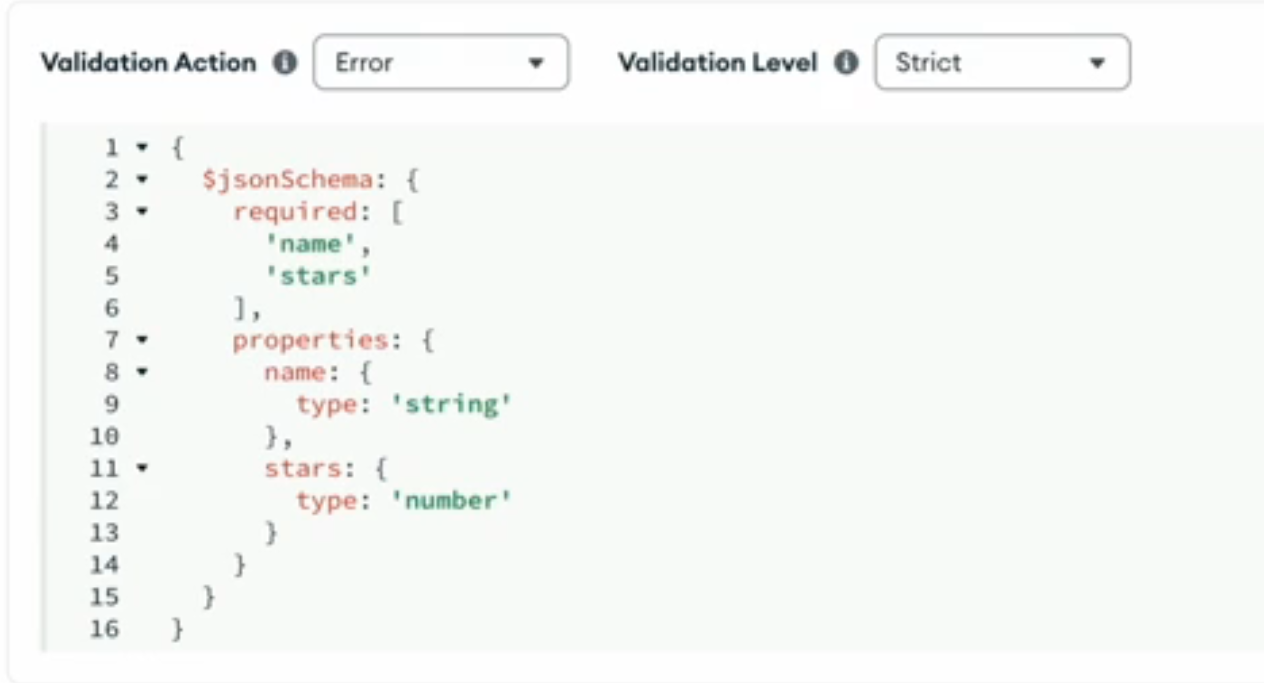 Validation Action Error Validation Level Strict
1 {
2 $jsonSchema: {
3 required: [
4 'name',
5 'stars'
6 ],
7 properties: {
8 name: {
9 type: 'string'
10 },
11 stars: {
12 type: 'number'
13 }
14 }
15 }
16 }